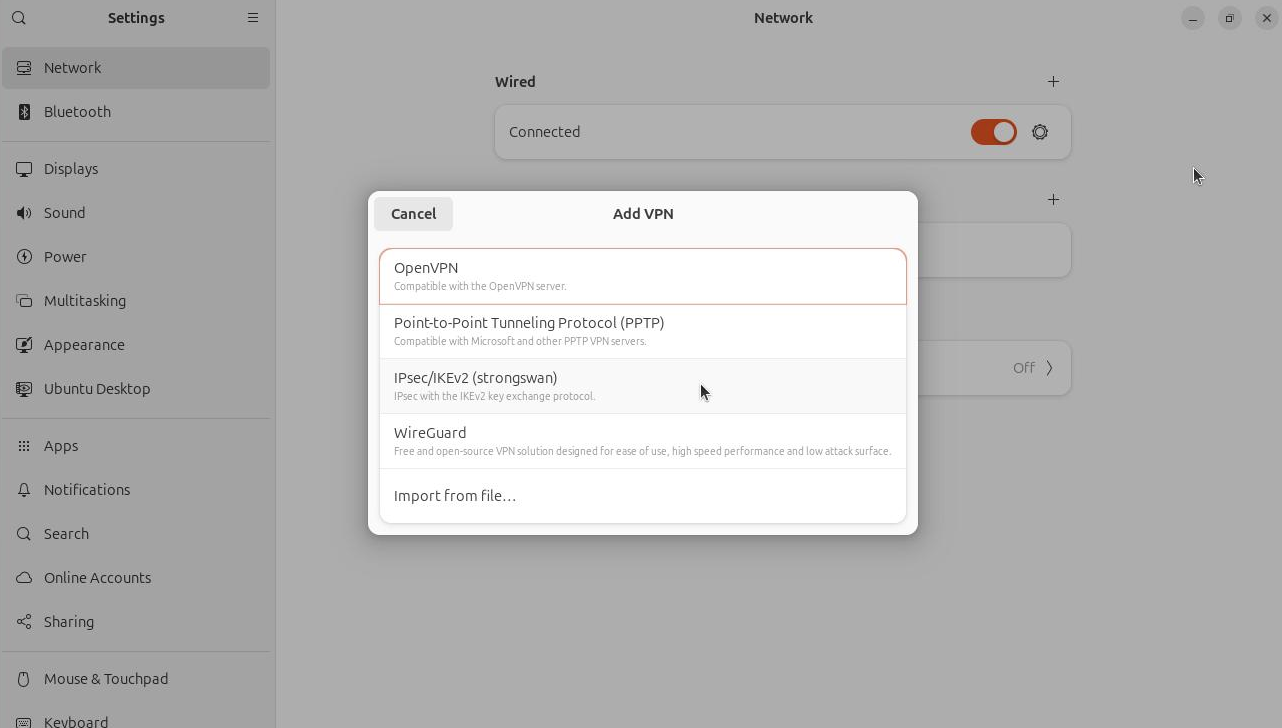 Settings
Network
Network
Bluetooth
Displays
Sound
Power
Multitasking
Appearance
Ubuntu Desktop
Apps
Notifications
Search
Online Accounts
Sharing
Mouse & Touchpad
Keyboard
Wired
Connected
Off
Cancel
Add VPN
OpenVPN
Compatible with the OpenVPN server.
Point-to-Point Tunneling Protocol (PPTP)
Compatible with Microsoft and other PPTP VPN servers.
IPsec/IKEv2 (strongswan)
IPsec with the IKEv2 key exchange protocol.
WireGuard
Free and open-source VPN solution designed for ease of use, high speed performance and low attack surface.
Import from file…